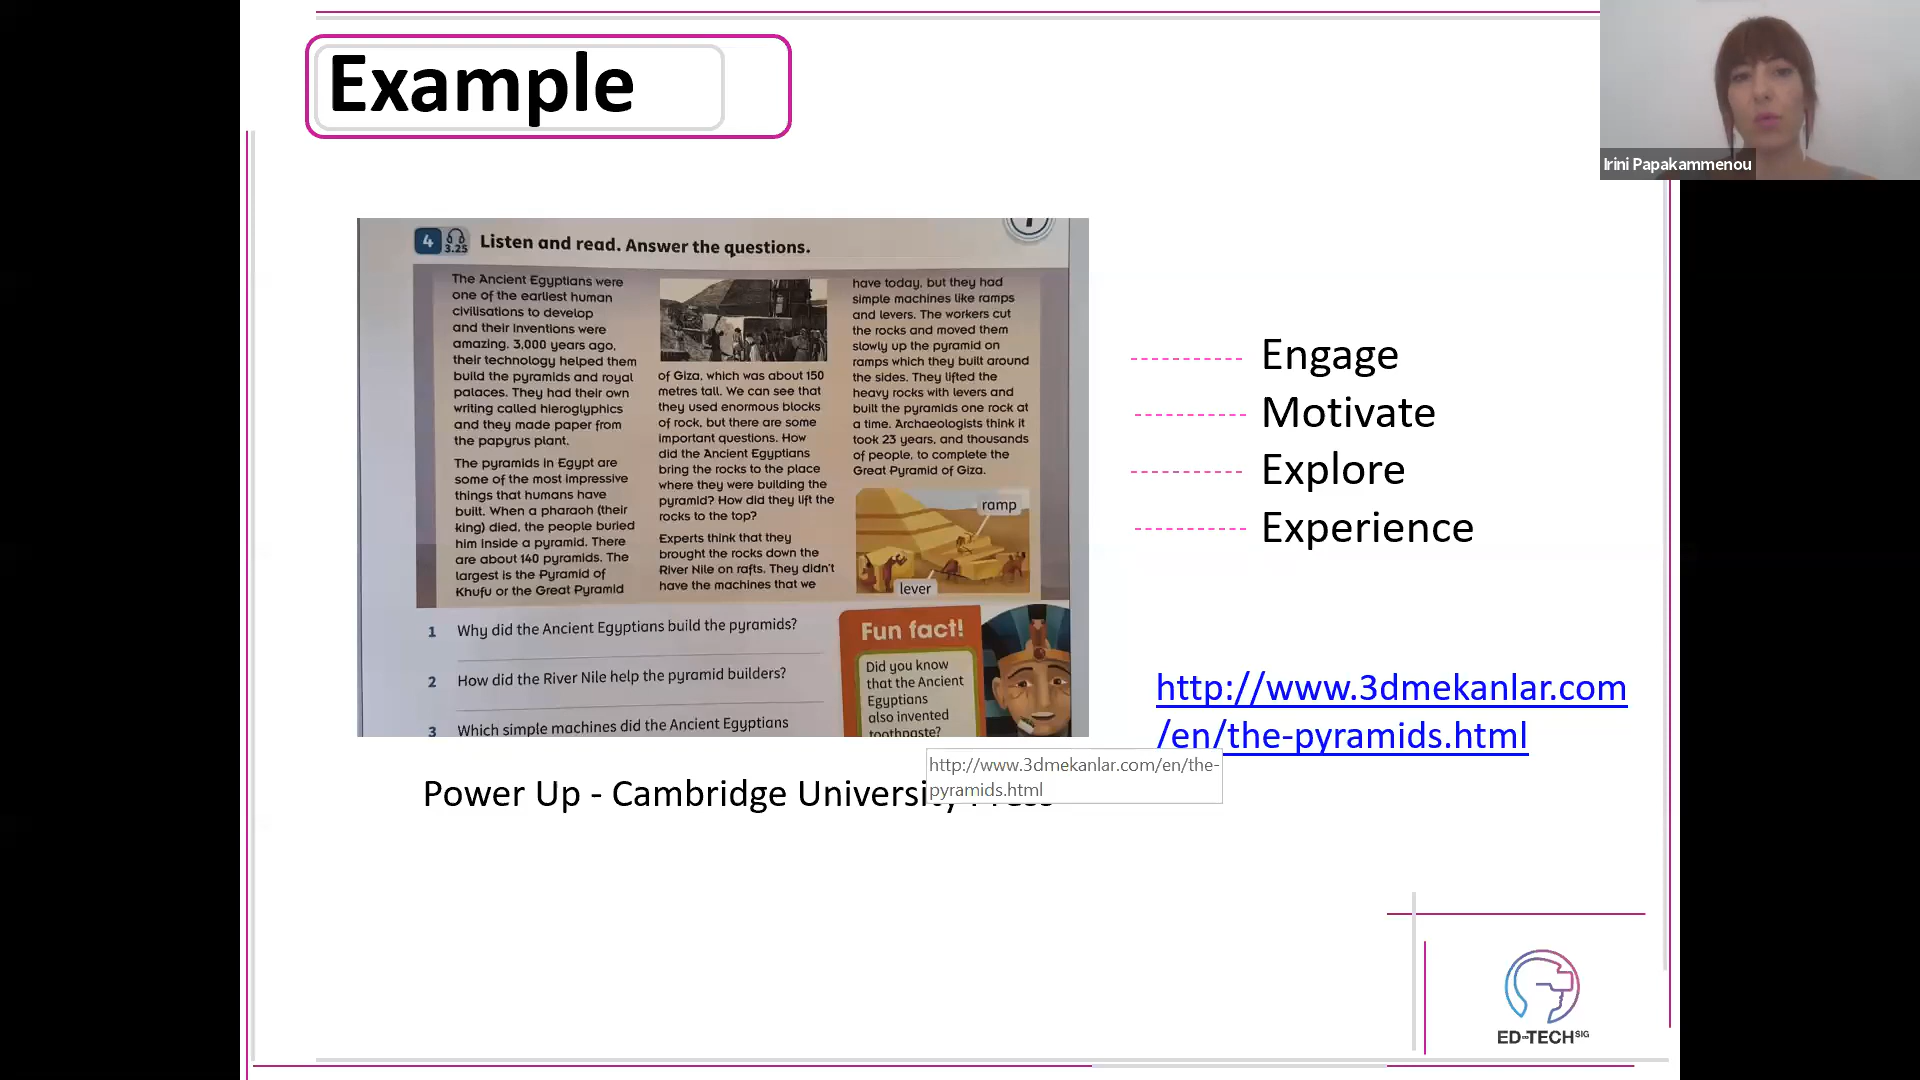 Example
Irini Papakammenou
4
3.25
Listen and read. Answer the questions.
The Ancient Egyptians were
one of the earliest human
civilisations to develop
and their inventions were
amazing. 3,000 years ago,
their technology helped them
build the pyramids and royal
palaces. They had their own
writing called hieroglyphics
and they made paper from
the papyrus plant.
The pyramids in Egypt are
some of the most impressive
things that humans have
built. When a pharaoh (their
king) died, the people buried
him inside a pyramid. There
are about 140 pyramids. The
largest is the Pyramid of
Khufu or the Great Pyramid
of Giza, which was about 150
metres tall. We can see that
they used enormous blocks
of rock, but there are some
important questions. How
did the Ancient Egyptians
bring the rocks to the place
where they were building the
pyramid? How did they lift the
rocks to the top?
Experts think that they
brought the rocks down the
River Nile on rafts. They didn't
have the machines that we
have today, but they had
simple machines like ramps
and levers. The workers cut
the rocks and moved them
slowly up the pyramid on
ramps which they built around
the sides. They lifted the
heavy rocks with levers and
built the pyramids one rock at
a time. Archaeologists think it
took 23 years, and thousands
of people, to complete the
Great Pyramid of Giza.
ramp
lever
1 Why did the Ancient Egyptians build the pyramids?
2 How did the River Nile help the pyramid builders?
3 Which simple machines did the Ancient Egyptians
Fun fact!
Did you know
that the Ancient
Egyptians
also invented
toothpaste?
Engage
Motivate
Explore
Experience
http://www.3dmekanlar.com
/en/the-pyramids.html
http://www.3dmekanlar.com/en/the-
pyramids.html
Power Up - Cambridge University Press
ED-TECH SIG